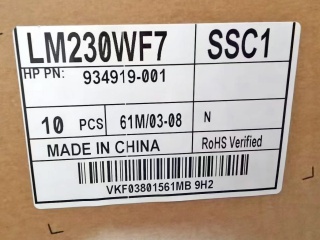 LM230WF7 SSC1
HP PN: 934919-001
10 PCS 61M/03-08 N
MADE IN CHINA RoHS Verified
VKF03801561MB 9H2